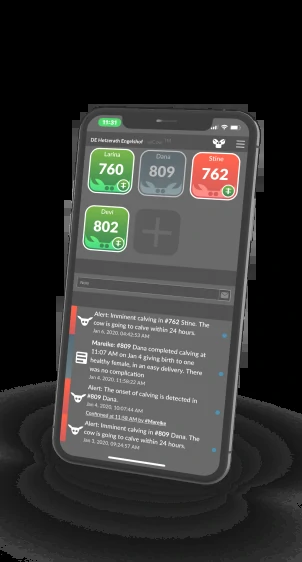 11:21
DE Hetzerath Engelshof
Larina Dana Stine
760 809 762
Devi
802
Alert: Imminent calving in #762 Stine. The
cow is going to calve within 24 hours.
Jan 6, 2020, 04:42:53 AM
Mareike: #809 Dana completed calving at
11:07 AM on Jan 4 giving birth to one
healthy female, in an easy delivery. There
was no complication
Jan 4, 2020, 11:58:22 AM
Alert: The onset of calving is detected in
#809 Dana.
Jan 4, 2020, 10:07:44 AM
Confirmed at 11:48 AM by @Mareike
Alert: Imminent calving in #809 Dana. The
cow is going to calve within 24 hours.
Jan 3, 2020, 09:24:57 AM